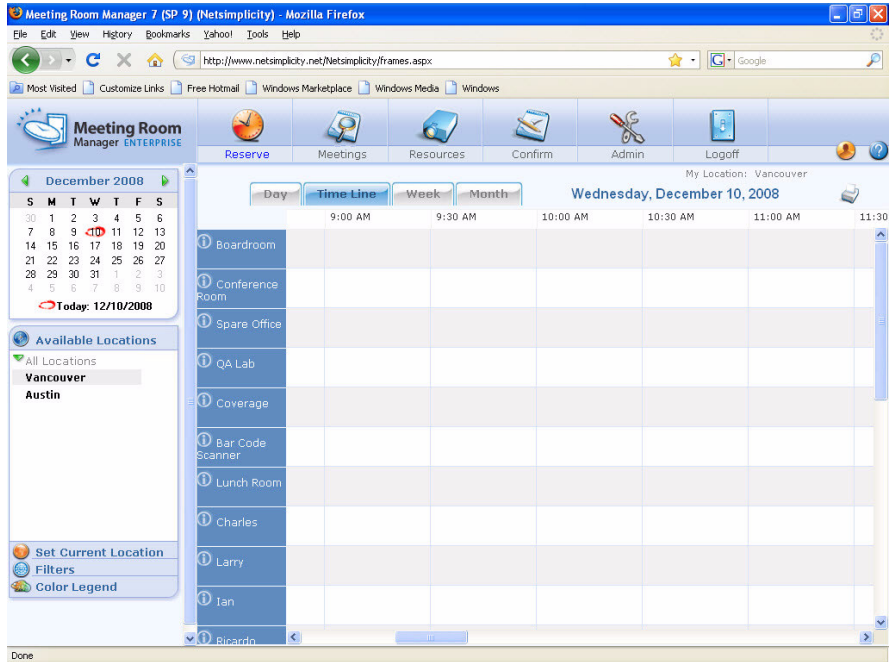 Meeting Room Manager 7 (SP 9) (Netsimplicity) - Mozilla Firefox
File Edit View History Bookmarks Yahoo! Tools Help
http://www.netsimplicity.net/Netsimplicity/frames.aspx
G Google
Most Visited Customize Links Free Hotmail Windows Marketplace Windows Media Windows
Meeting Room
Manager ENTERPRISE
Reserve Meetings Resources Confirm Admin Logoff
My Location: Vancouver
December 2008
S M T W T F S
30 1 2 3 4 5 6
7 8 9 10 11 12 13
14 15 16 17 18 19 20
21 22 23 24 25 26 27
28 29 30 31 1 2 3
4 5 6 7 8 9 10
Today: 12/10/2008
Available Locations
All Locations
Vancouver
Austin
Set Current Location
Filters
Color Legend
Day Time Line Week Month Wednesday, December 10, 2008
9:00 AM 9:30 AM 10:00 AM 10:30 AM 11:00 AM 11:30
Boardroom
Conference
Room
Spare Office
QA Lab
Coverage
Bar Code
Scanner
Lunch Room
Charles
Larry
Ian
Ricardo
Done